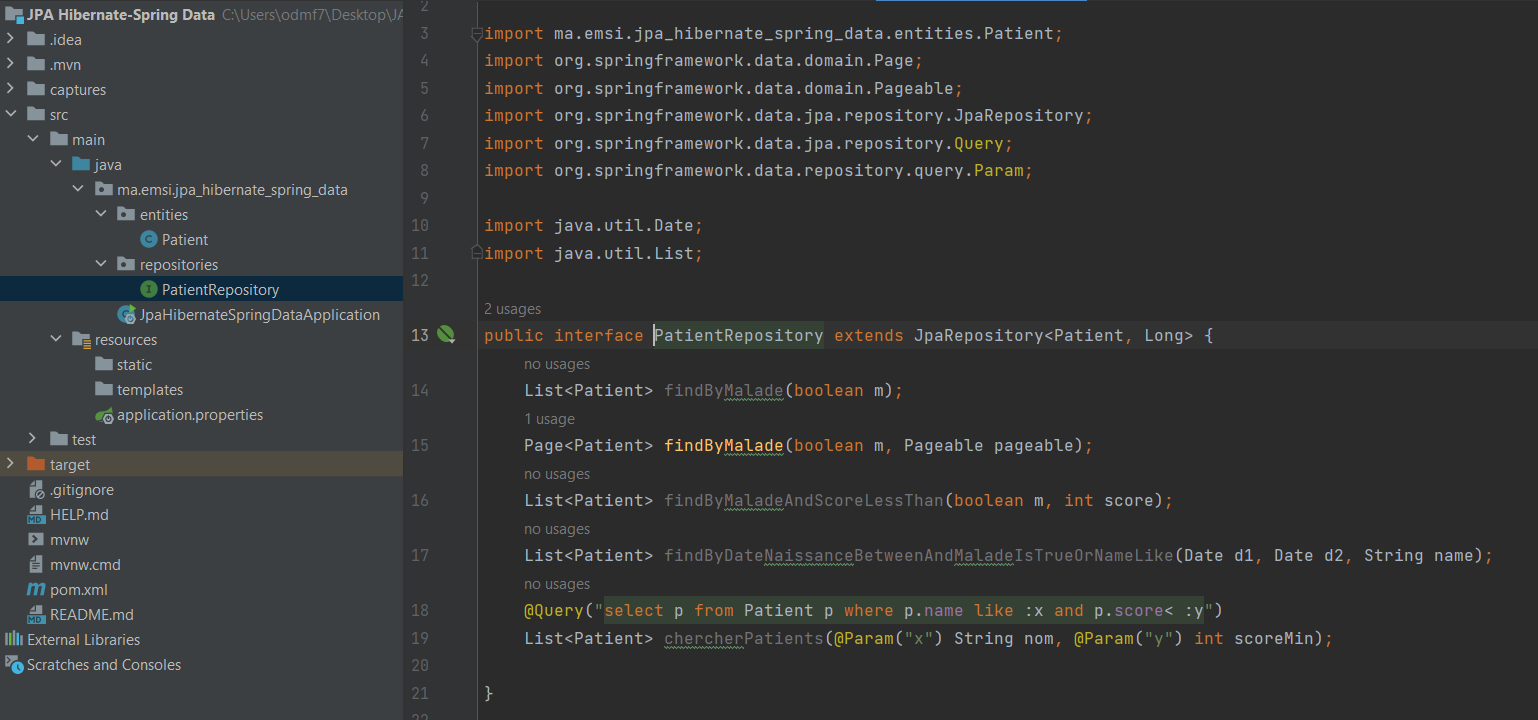 JPA Hibernate-Spring Data C:\Users\odmf7\Desktop\JA
.idea
.mvn
captures
src
main
java
ma.emsi.jpa_hibernate_spring_data
entities
Patient
repositories
PatientRepository
JpaHibernateSpringDataApplication
resources
static
templates
application.properties
test
target
.gitignore
HELP.md
mvnw
mvnw.cmd
pom.xml
README.md
External Libraries
Scratches and Consoles
2
3 import ma.emsi.jpa_hibernate_spring_data.entities.Patient;
4 import org.springframework.data.domain.Page;
5 import org.springframework.data.domain.Pageable;
6 import org.springframework.data.jpa.repository.JpaRepository;
7 import org.springframework.data.jpa.repository.Query;
8 import org.springframework.data.repository.query.Param;
9
10 import java.util.Date;
11 import java.util.List;
12
2 usages
13 public interface PatientRepository extends JpaRepository<Patient, Long> {
no usages
14 List<Patient> findByMalade(boolean m);
1 usage
15 Page<Patient> findByMalade(boolean m, Pageable pageable);
no usages
16 List<Patient> findByMaladeAndScoreLessThan(boolean m, int score);
no usages
17 List<Patient> findByDateNaissanceBetweenAndMaladeIsTrueOrNameLike(Date d1, Date d2, String name);
no usages
18 @Query("select p from Patient p where p.name like :x and p.score< :y")
19 List<Patient> chercherPatients(@Param("x") String nom, @Param("y") int scoreMin);
20
21 }
22